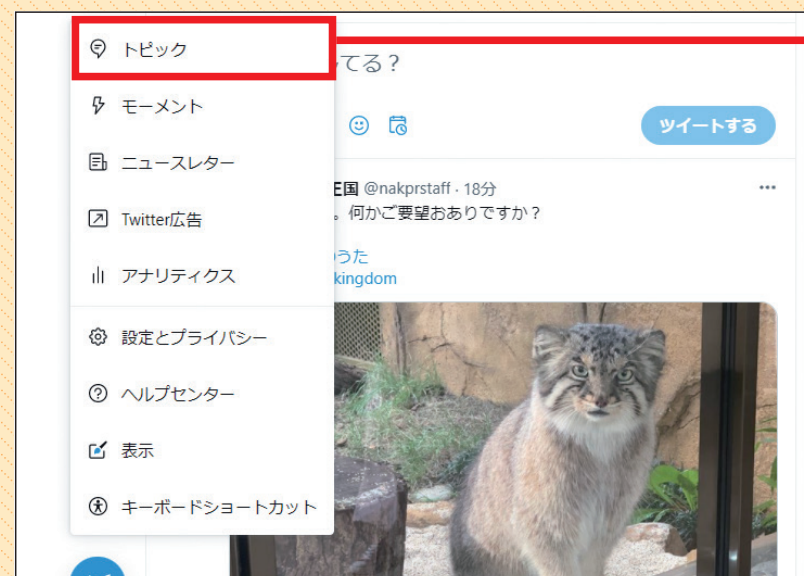 トピック
モーメント
ニュースレター
Twitter広告
アナリティクス
設定とプライバシー
ヘルプセンター
表示
キーボードショートカット
てる?
ツイートする
王国 @nakprstaff · 18分
。何かご要望おありですか?
うた
kingdom